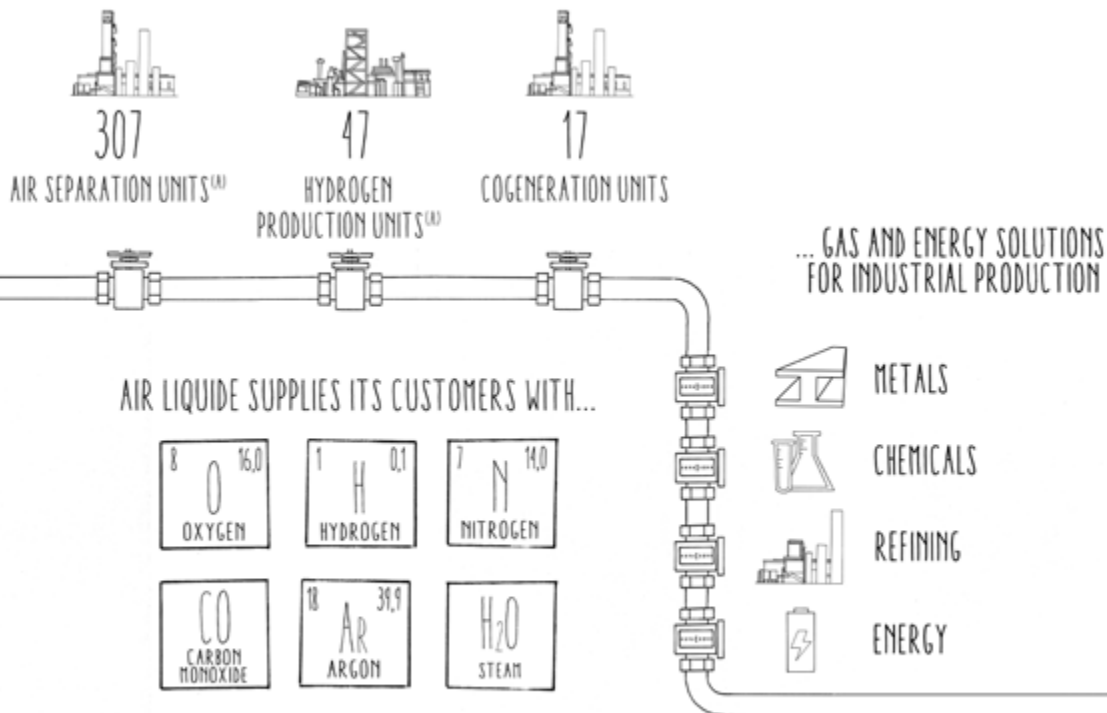 307
AIR SEPARATION UNITS(A)
47
HYDROGEN
PRODUCTION UNITS(A)
17
COGENERATION UNITS
... GAS AND ENERGY SOLUTIONS
FOR INDUSTRIAL PRODUCTION
AIR LIQUIDE SUPPLIES ITS CUSTOMERS WITH...
8 16,0
O
OXYGEN
1 0,1
H
HYDROGEN
7 14,0
N
NITROGEN
CO
CARBON
MONOXIDE
18 39,9
AR
ARGON
H₂O
STEAM
METALS
CHEMICALS
REFINING
ENERGY